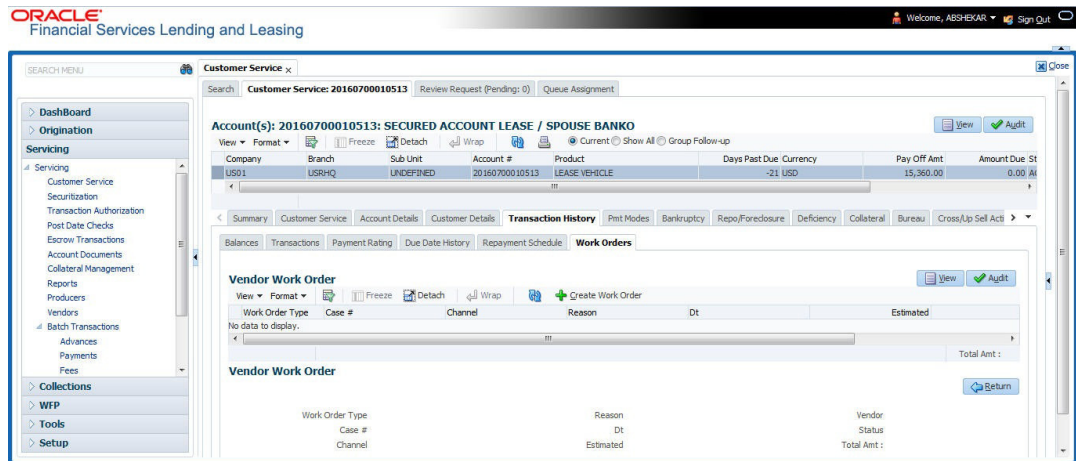 ORACLE®
Financial Services Lending and Leasing
Welcome, ABSHEKAR
Sign Out
SEARCH MENU
Customer Service
Close
Search
Customer Service: 20160700010513
Review Request (Pending: 0)
Queue Assignment
DashBoard
Origination
Servicing
Servicing
Customer Service
Securitization
Transaction Authorization
Post Date Checks
Escrow Transactions
Account Documents
Collateral Management
Reports
Producers
Vendors
Batch Transactions
Advances
Payments
Fees
Collections
WFP
Tools
Setup
Account(s): 20160700010513: SECURED ACCOUNT LEASE / SPOUSE BANKO
View
Audit
View Format Freeze Detach Wrap Current Show All Group Follow-up
Company Branch Sub Unit Account # Product Days Past Due Currency Pay Off Amt Amount Due St
US01 USRHQ UNDEFINED 20160700010513 LEASE VEHICLE -21 USD 15,360.00 0.00
Summary Customer Service Account Details Customer Details Transaction History Pmt Modes Bankruptcy Repo/Foreclosure Deficiency Collateral Bureau Cross/Up Sell Acti
Balances Transactions Payment Rating Due Date History Repayment Schedule Work Orders
Vendor Work Order
View
Audit
View Format Freeze Detach Wrap Create Work Order
Work Order Type Case # Channel Reason Dt Estimated
No data to display.
Total Amt :
Vendor Work Order
Return
Work Order Type Reason Vendor
Case # Dt Status
Channel Estimated Total Amt :